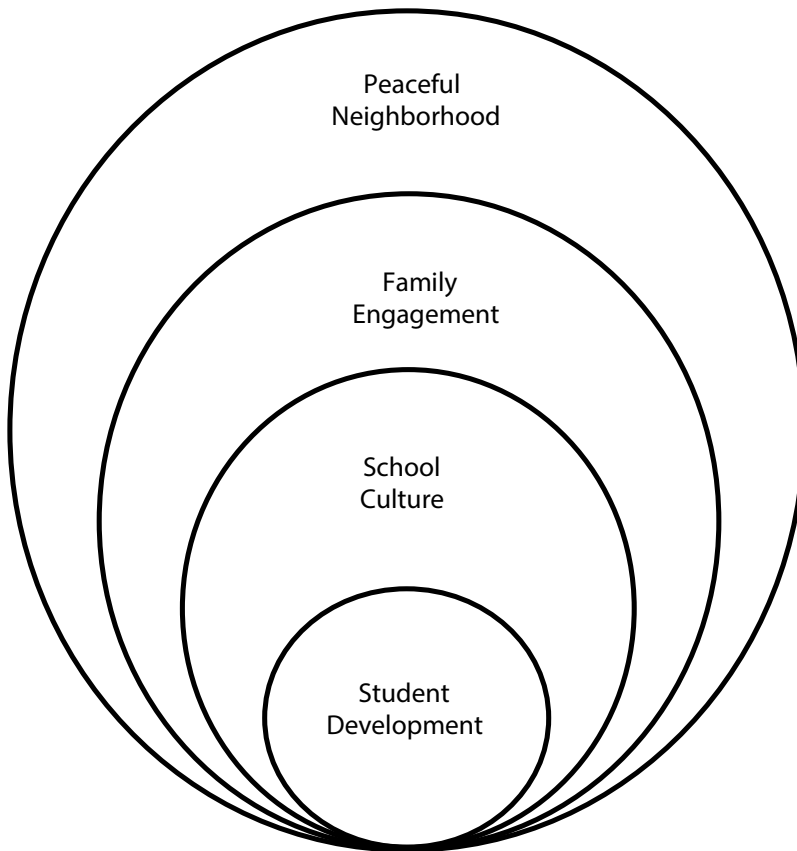 Peaceful
Neighborhood
Family
Engagement
School
Culture
Student
Development